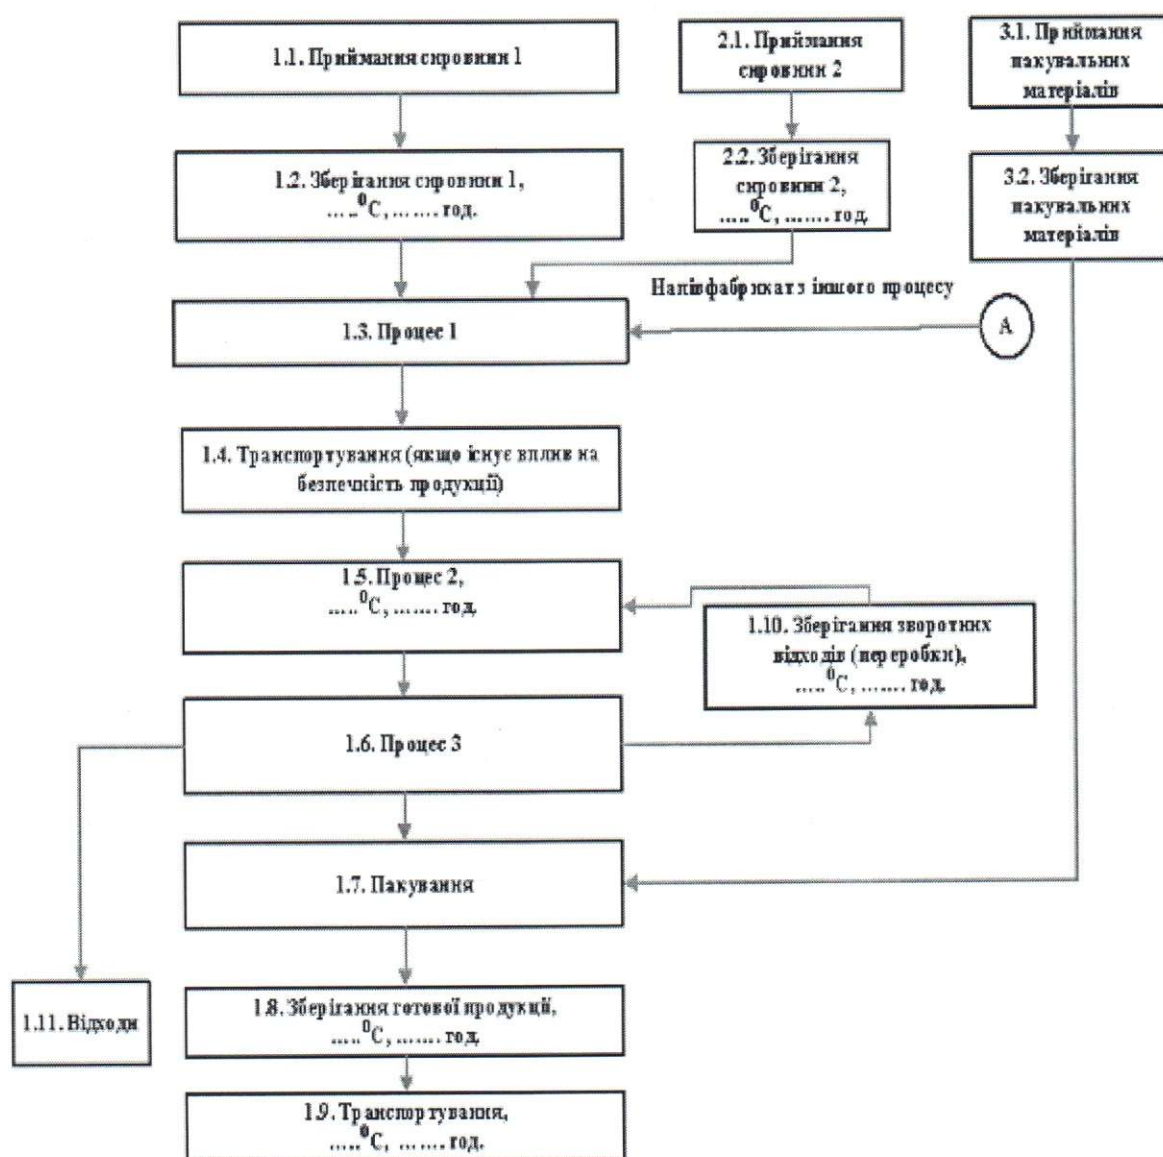 1.1. Приймання сировини 1
2.1. Приймання
сировини 2
3.1. Приймання
пакувальних
матеріалів
1.2. Зберігання сировини 1,
.....⁰С, ....... год.
2.2. Зберігання
сировини 2,
.....⁰С, ....... год.
3.2. Зберігання
пакувальних
матеріалів
Напівфабрикат з іншого процесу
1.3. Процес 1
А
1.4. Транспортування (якщо існує вплив на
безпечність продукції)
1.5. Процес 2,
.....⁰С, ....... год.
1.10. Зберігання зворотних
відходів (переробки),
.....⁰С, ....... год.
1.6. Процес 3
1.7. Пакування
1.11. Відходи
1.8. Зберігання готової продукції,
.....⁰С, ....... год.
1.9. Транспортування,
.....⁰С, ....... год.